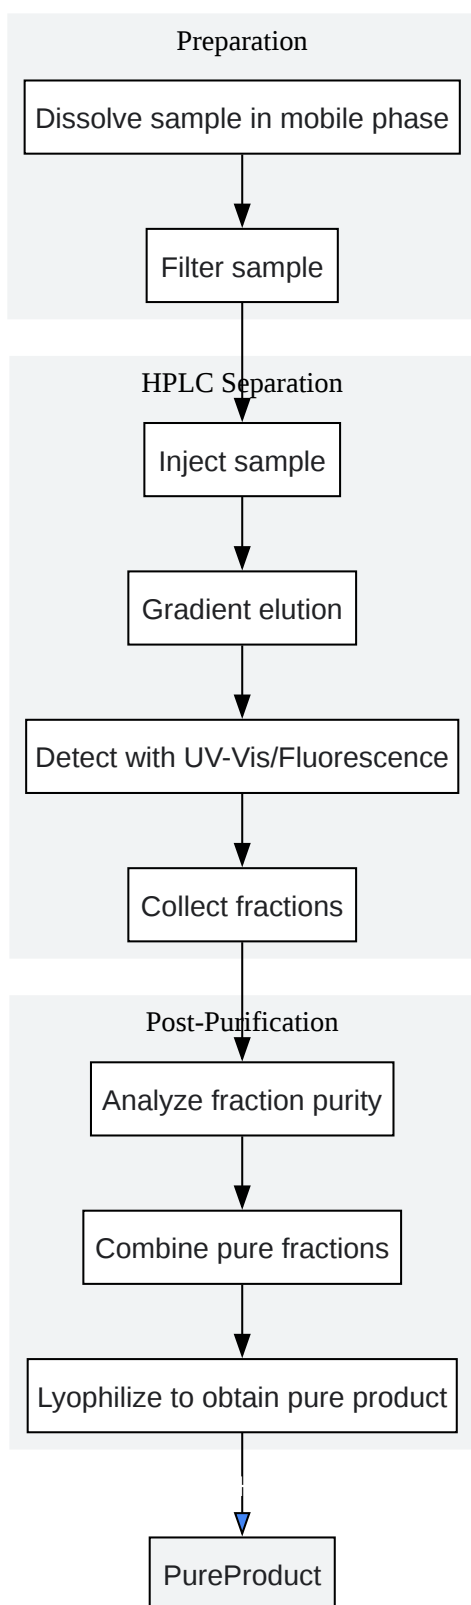 Preparation
Dissolve sample in mobile phase
Filter sample
HPLC Separation
Inject sample
Gradient elution
Detect with UV-Vis/Fluorescence
Collect fractions
Post-Purification
Analyze fraction purity
Combine pure fractions
Lyophilize to obtain pure product
PureProduct